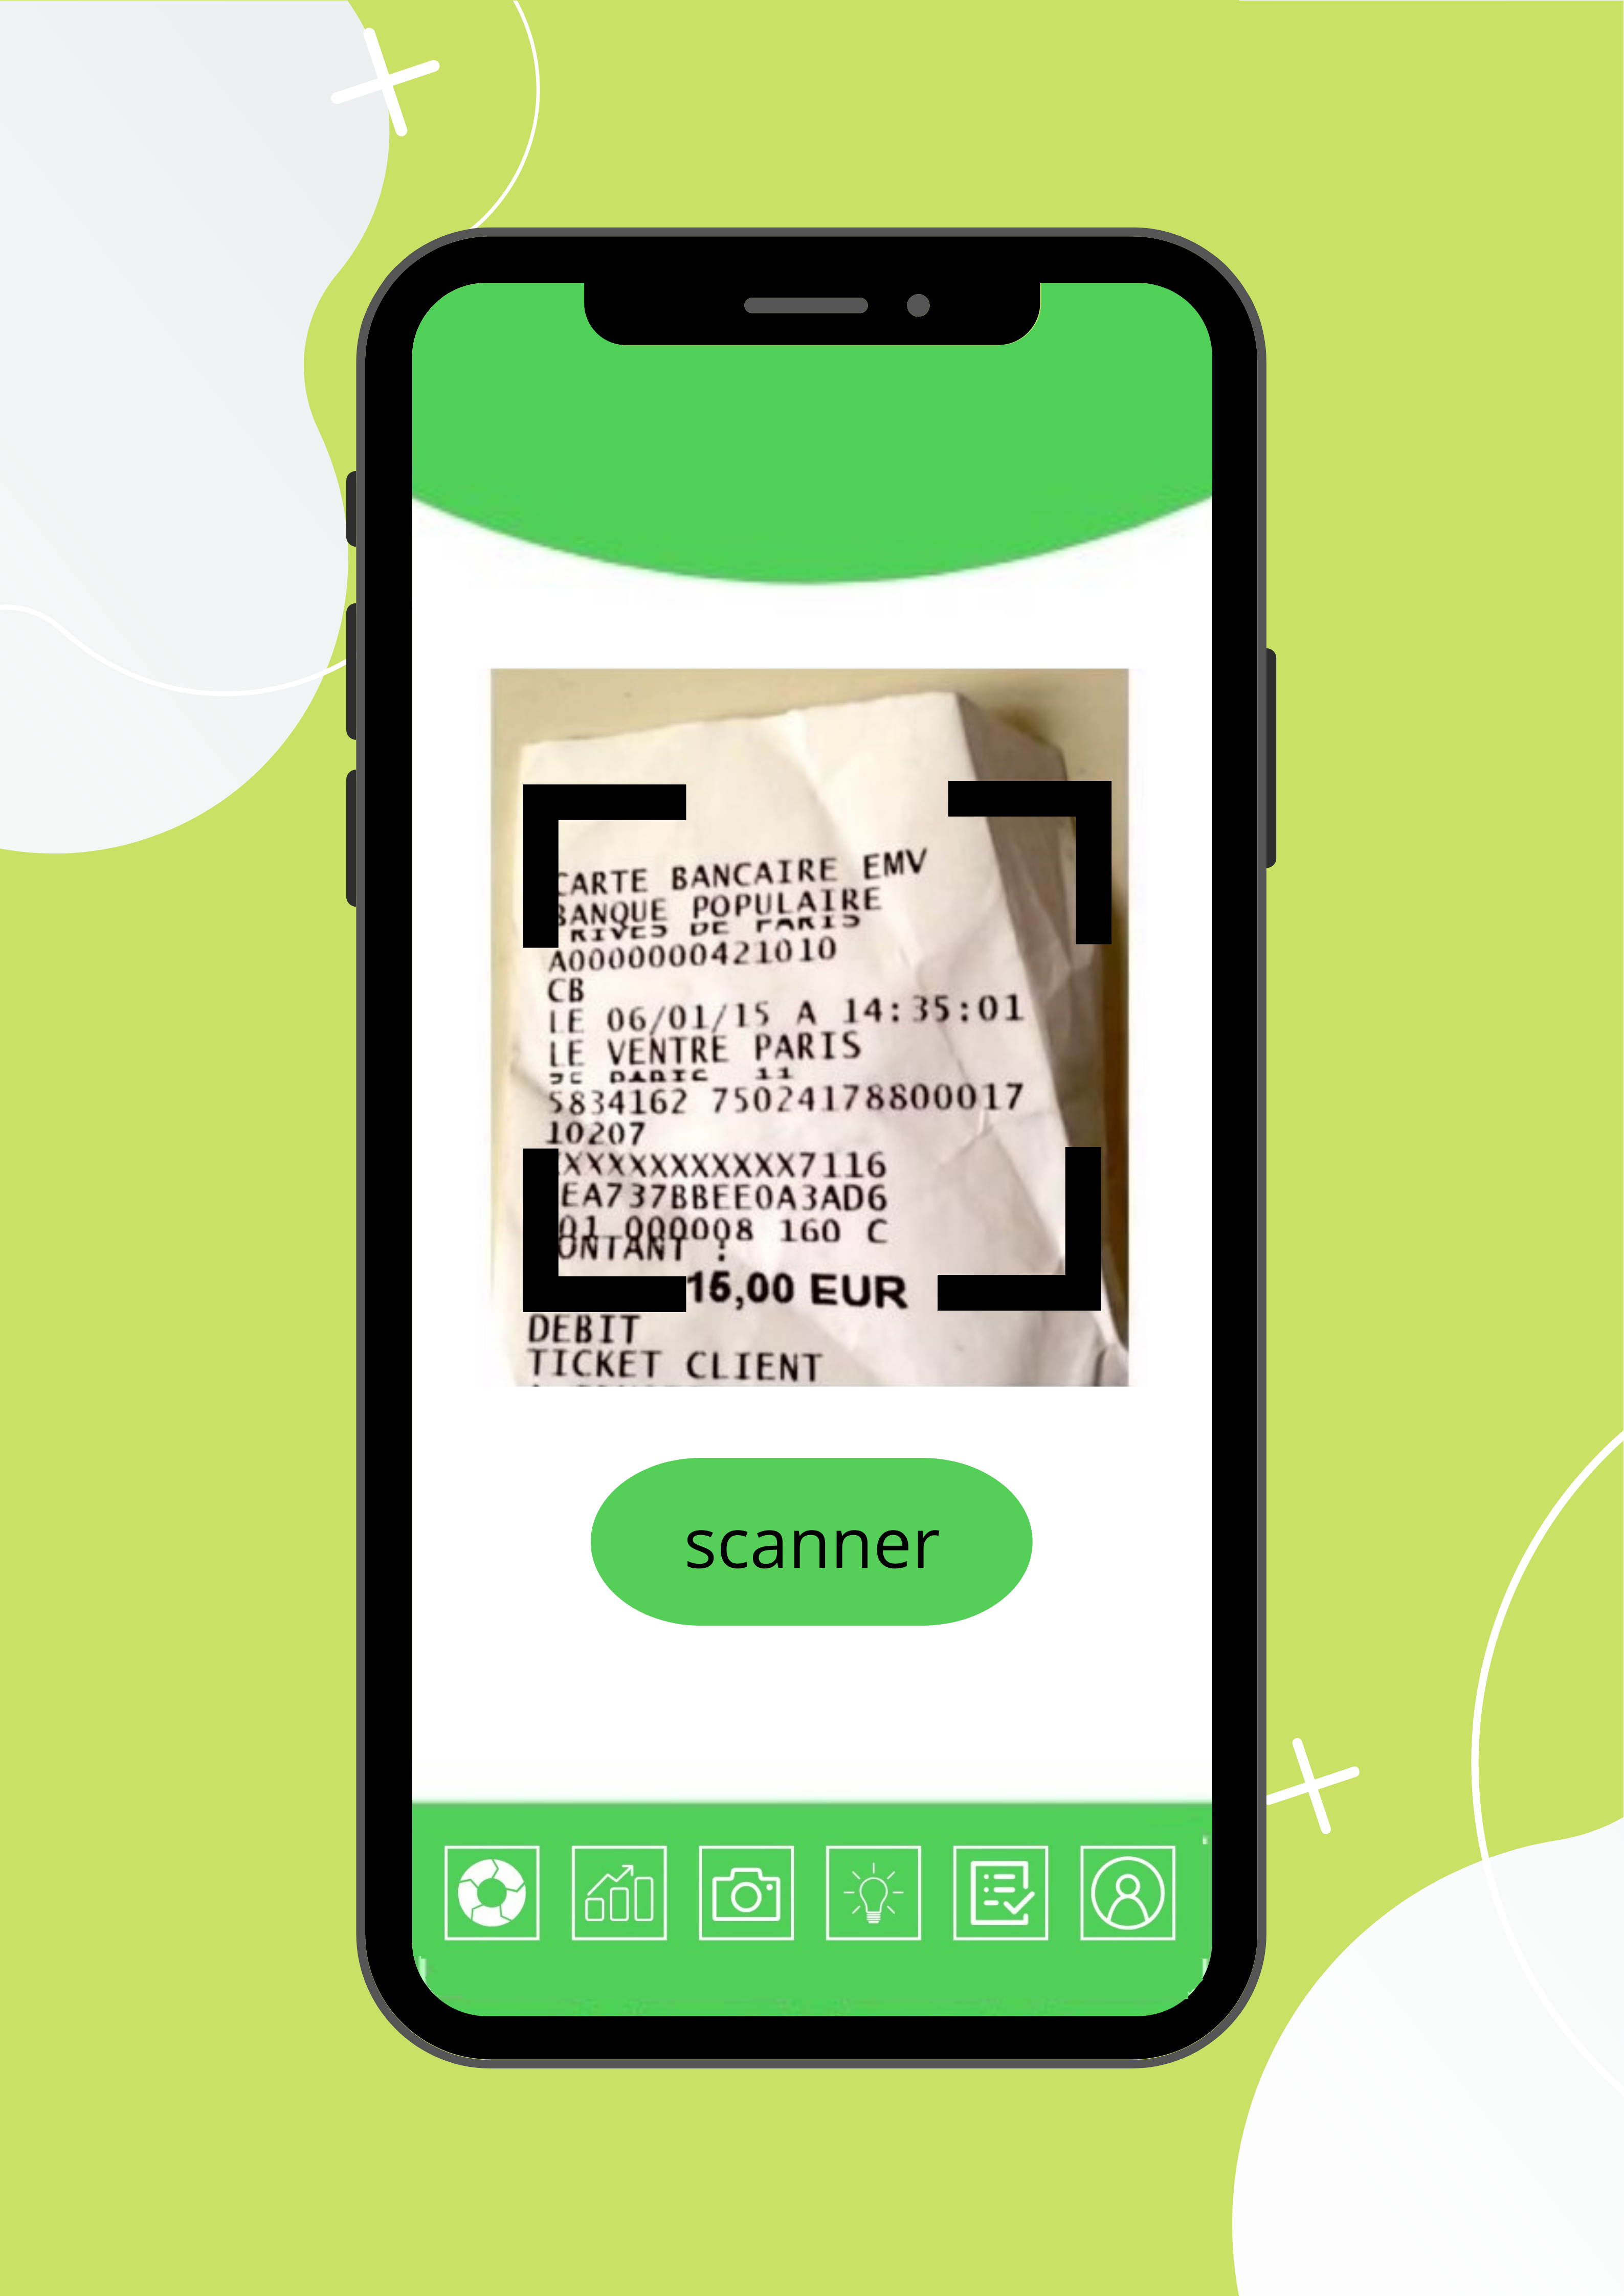 CARTE BANCAIRE EMV
BANQUE POPULAIRE
RIVES DE PARIS
A0000000421010
CB
LE 06/01/15 A 14:35:01
LE VENTRE PARIS
11
5834162 75024178800017
10207
XXXXXXXXXXXX7116
EA737BBEE0A3AD6
01 000008 160 C
ONTANT :
15,00 EUR
DEBIT
TICKET CLIENT
scanner